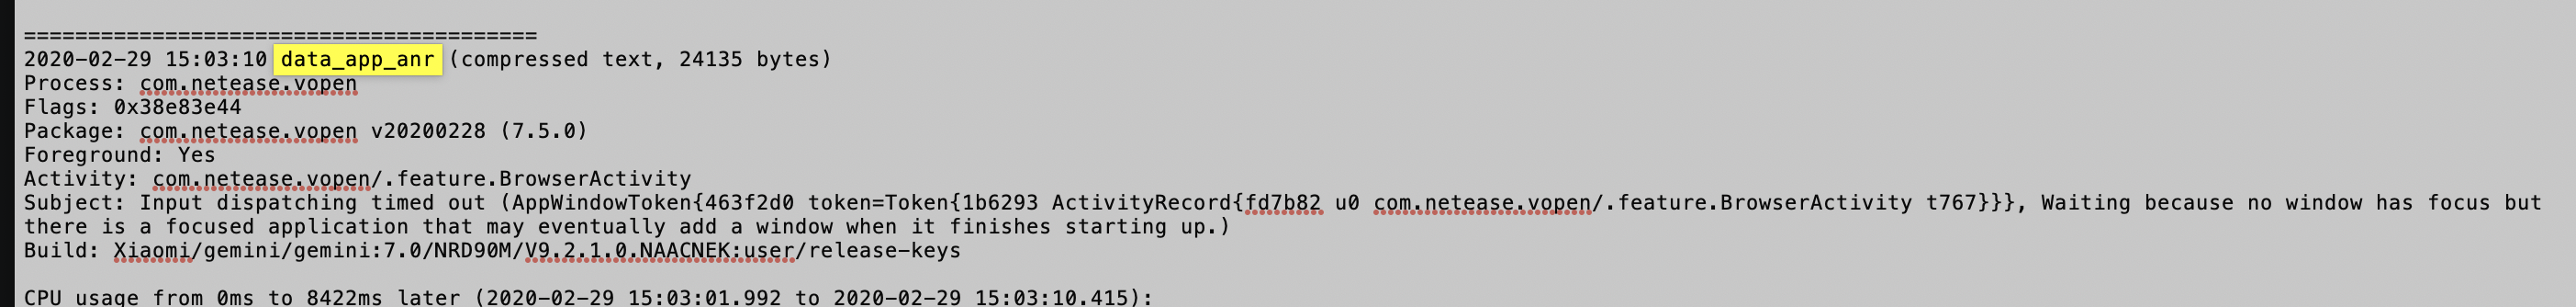 ========================================
2020-02-29 15:03:10 data_app_anr (compressed text, 24135 bytes)
Process: com.netease.vopen
Flags: 0x38e83e44
Package: com.netease.vopen v20200228 (7.5.0)
Foreground: Yes
Activity: com.netease.vopen/.feature.BrowserActivity
Subject: Input dispatching timed out (AppWindowToken{463f2d0 token=Token{1b6293 ActivityRecord{fd7b82 u0 com.netease.vopen/.feature.BrowserActivity t767}}}, Waiting because no window has focus but
there is a focused application that may eventually add a window when it finishes starting up.)
Build: Xiaomi/gemini/gemini:7.0/NRD90M/V9.2.1.0.NAACNEK:user/release-keys
CPU usage from 0ms to 8422ms later (2020-02-29 15:03:01.992 to 2020-02-29 15:03:10.415):